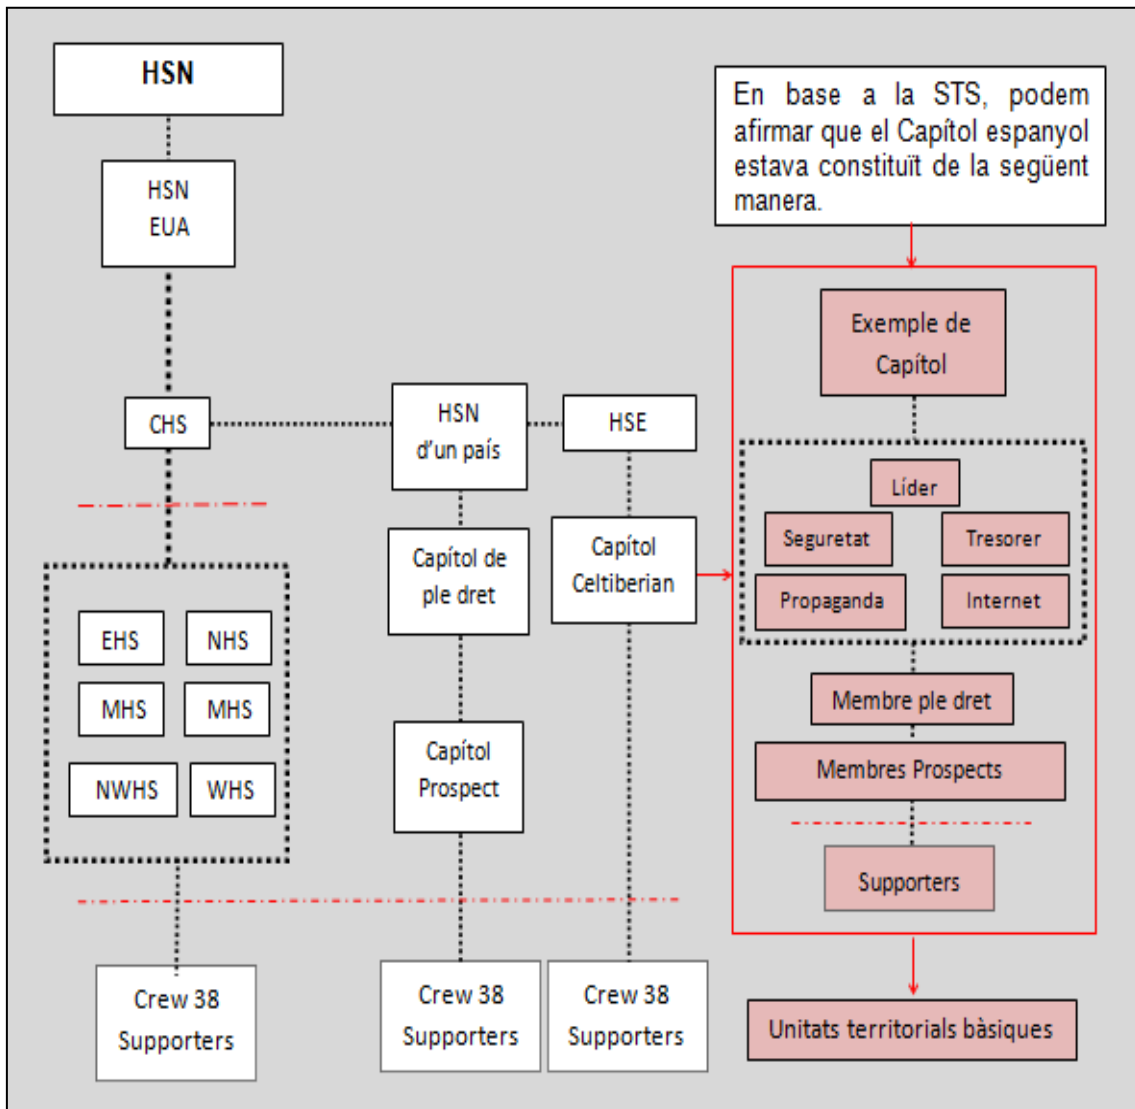 HSN
HSN
EUA
CHS
EHS
NHS
MHS
MHS
NWHS
WHS
Crew 38
Supporters
HSN
d'un país
Capítol de
ple dret
Capítol
Prospect
Crew 38
Supporters
HSE
Capítol
Celtiberian
Crew 38
Supporters
En base a la STS, podem
afirmar que el Capítol espanyol
estava constituït de la següent
manera.
Exemple de
Capítol
Líder
Seguretat
Tresorer
Propaganda
Internet
Membre ple dret
Membres Prospects
Supporters
Unitats territorials bàsiques